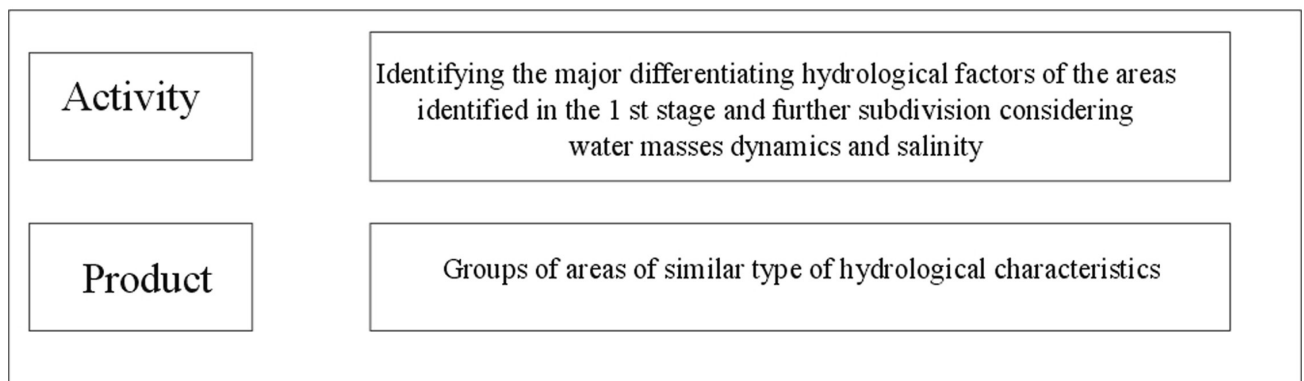 Activity
Identifying the major differentiating hydrological factors of the areas
identified in the 1 st stage and further subdivision considering
water masses dynamics and salinity
Product
Groups of areas of similar type of hydrological characteristics